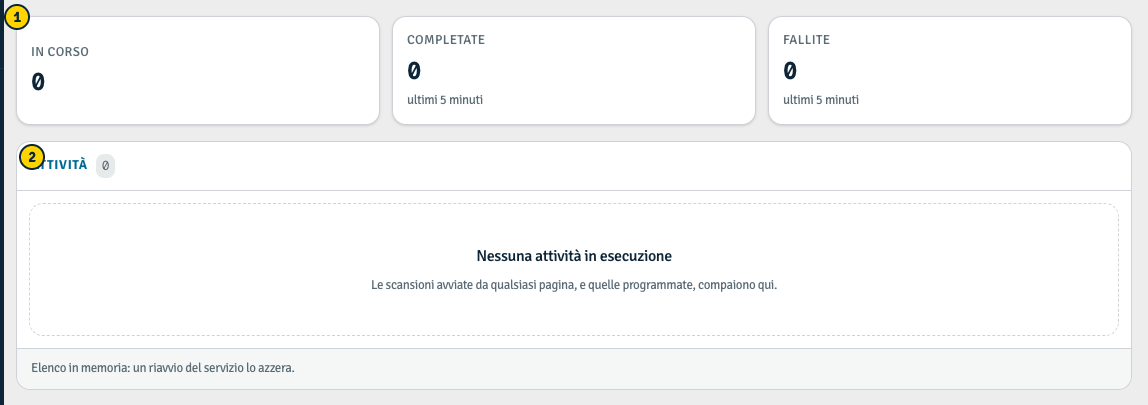 1
IN CORSO
0
COMPLETATE
0
ultimi 5 minuti
FALLITE
0
ultimi 5 minuti
2
TTIVITÀ 0
Nessuna attività in esecuzione
Le scansioni avviate da qualsiasi pagina, e quelle programmate, compaiono qui.
Elenco in memoria: un riavvio del servizio lo azzera.